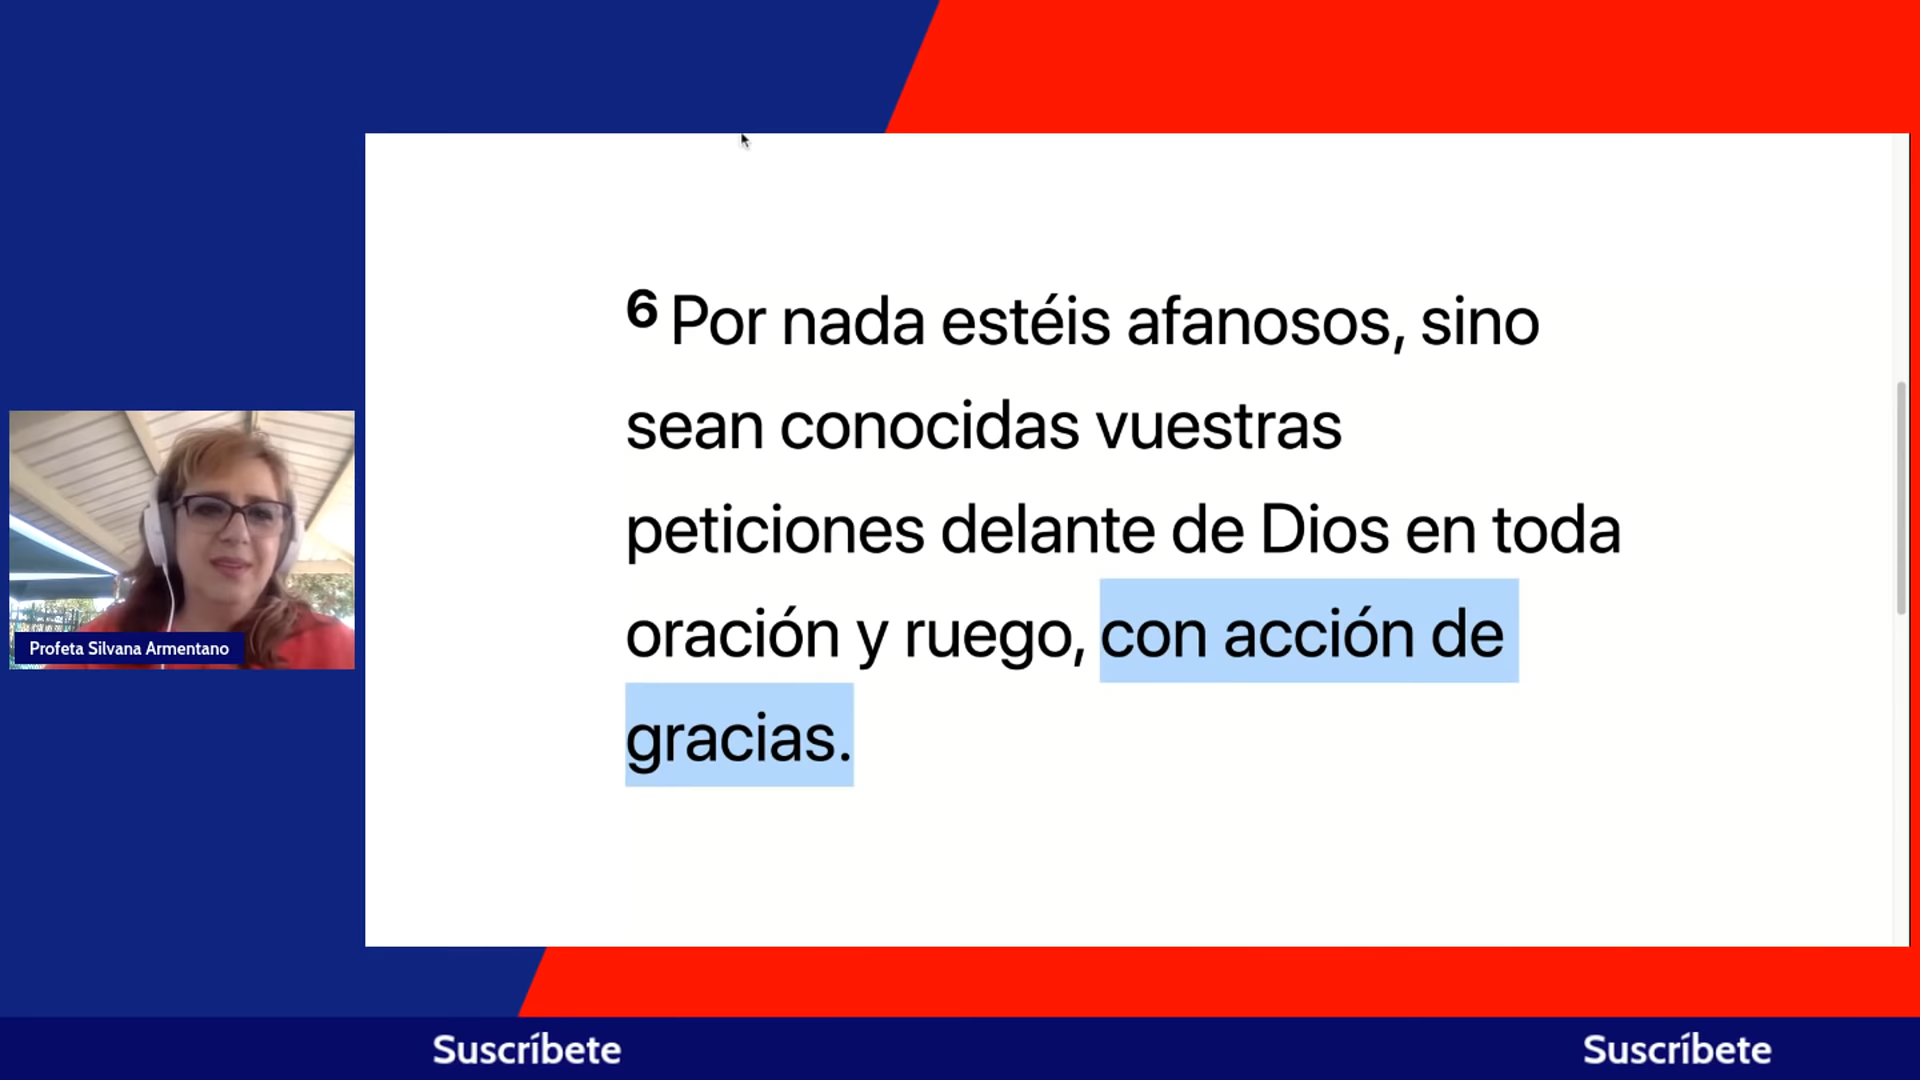 6 Por nada estéis afanosos, sino
sean conocidas vuestras
peticiones delante de Dios en toda
oración y ruego, con acción de
gracias.
Profeta Silvana Armentano
Suscríbete
Suscríbete